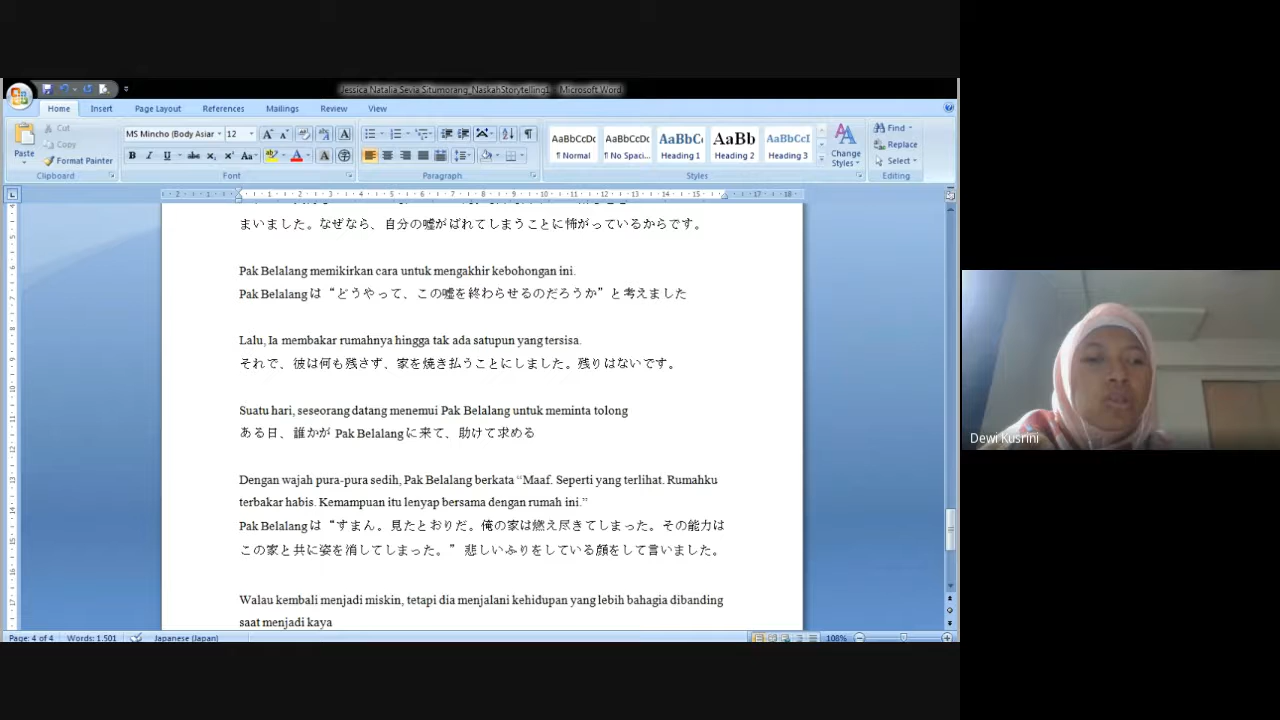 Jessica Natalia Sevia Situmorang_NaskahStorytelling1 - Microsoft Word
Home Insert Page Layout References Mailings Review View
Paste
Cut
Copy
Format Painter
Clipboard
MS Mincho (Body Asian 12
Font
Paragraph
AaBbCcDc AaBbCcDc AaBbC AaBb AaBbCcI
¶ Normal ¶ No Spaci... Heading 1 Heading 2 Heading 3
Change Styles
Styles
Find
Replace
Select
Editing
まいました。なぜなら、自分の嘘がばれてしまうことに怖がっているからです。
Pak Belalang memikirkan cara untuk mengakhir kebohongan ini.
Pak Belalangは“どうやって、この嘘を終わらせるのだろうか”と考えました
Lalu, Ia membakar rumahnya hingga tak ada satupun yang tersisa.
それで、彼は何も残さず、家を焼き払うことにしました。残りはないです。
Suatu hari, seseorang datang menemui Pak Belalang untuk meminta tolong
ある日、誰かが Pak Belalangに来て、助けて求める
Dengan wajah pura-pura sedih, Pak Belalang berkata “Maaf. Seperti yang terlihat. Rumahku
terbakar habis. Kemampuan itu lenyap bersama dengan rumah ini.”
Pak Belalangは“すまん。見たとおりだ。俺の家は燃え尽きてしまった。その能力は
この家と共に姿を消してしまった。” 悲しいふりをしている顔をして言いました。
Walau kembali menjadi miskin, tetapi dia menjalani kehidupan yang lebih bahagia dibanding
saat menjadi kaya
Page: 4 of 4 Words: 1.501 Japanese (Japan) 108%
Dewi Kusrini